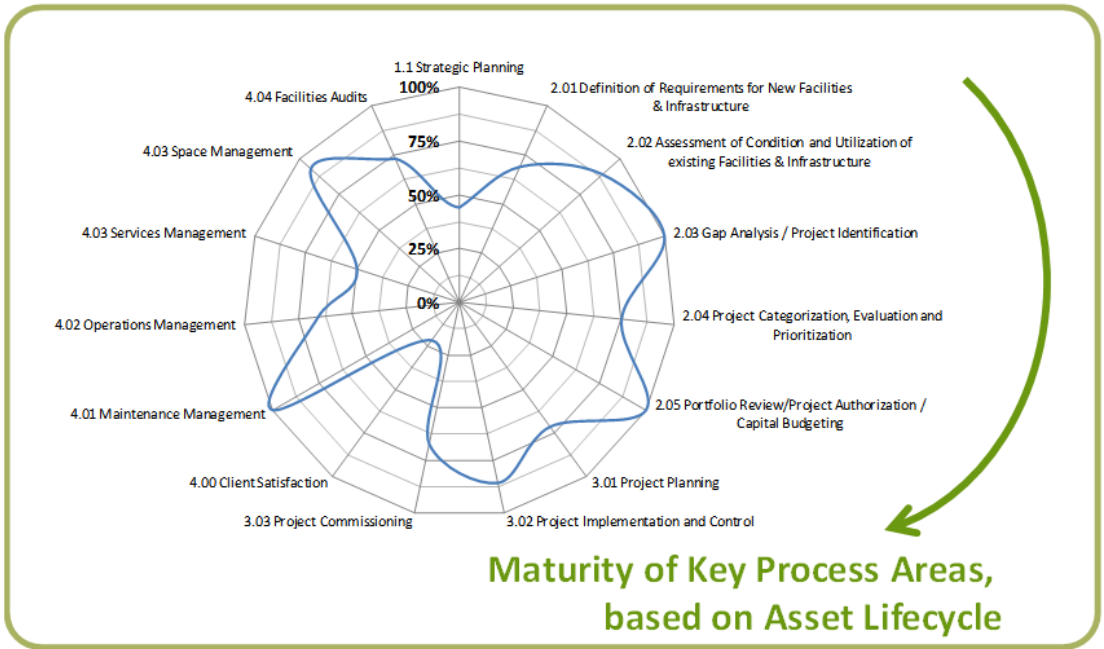 1.1 Strategic Planning
100%
75%
50%
25%
0%
2.01 Definition of Requirements for New Facilities
& Infrastructure
2.02 Assessment of Condition and Utilization of
existing Facilities & Infrastructure
2.03 Gap Analysis / Project Identification
2.04 Project Categorization, Evaluation and
Prioritization
2.05 Portfolio Review/Project Authorization /
Capital Budgeting
3.01 Project Planning
3.02 Project Implementation and Control
3.03 Project Commissioning
4.00 Client Satisfaction
4.01 Maintenance Management
4.02 Operations Management
4.03 Services Management
4.03 Space Management
4.04 Facilities Audits
Maturity of Key Process Areas,
based on Asset Lifecycle